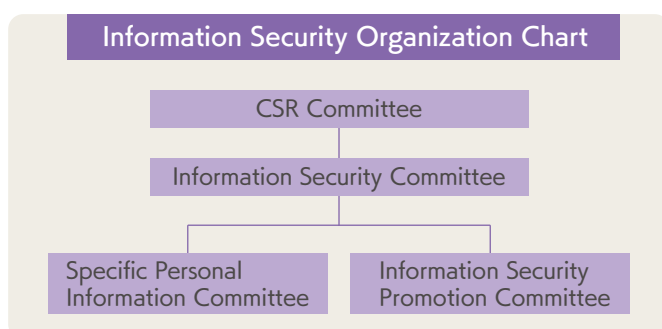 Information Security Organization Chart
CSR Committee
Information Security Committee
Specific Personal
Information Committee
Information Security
Promotion Committee